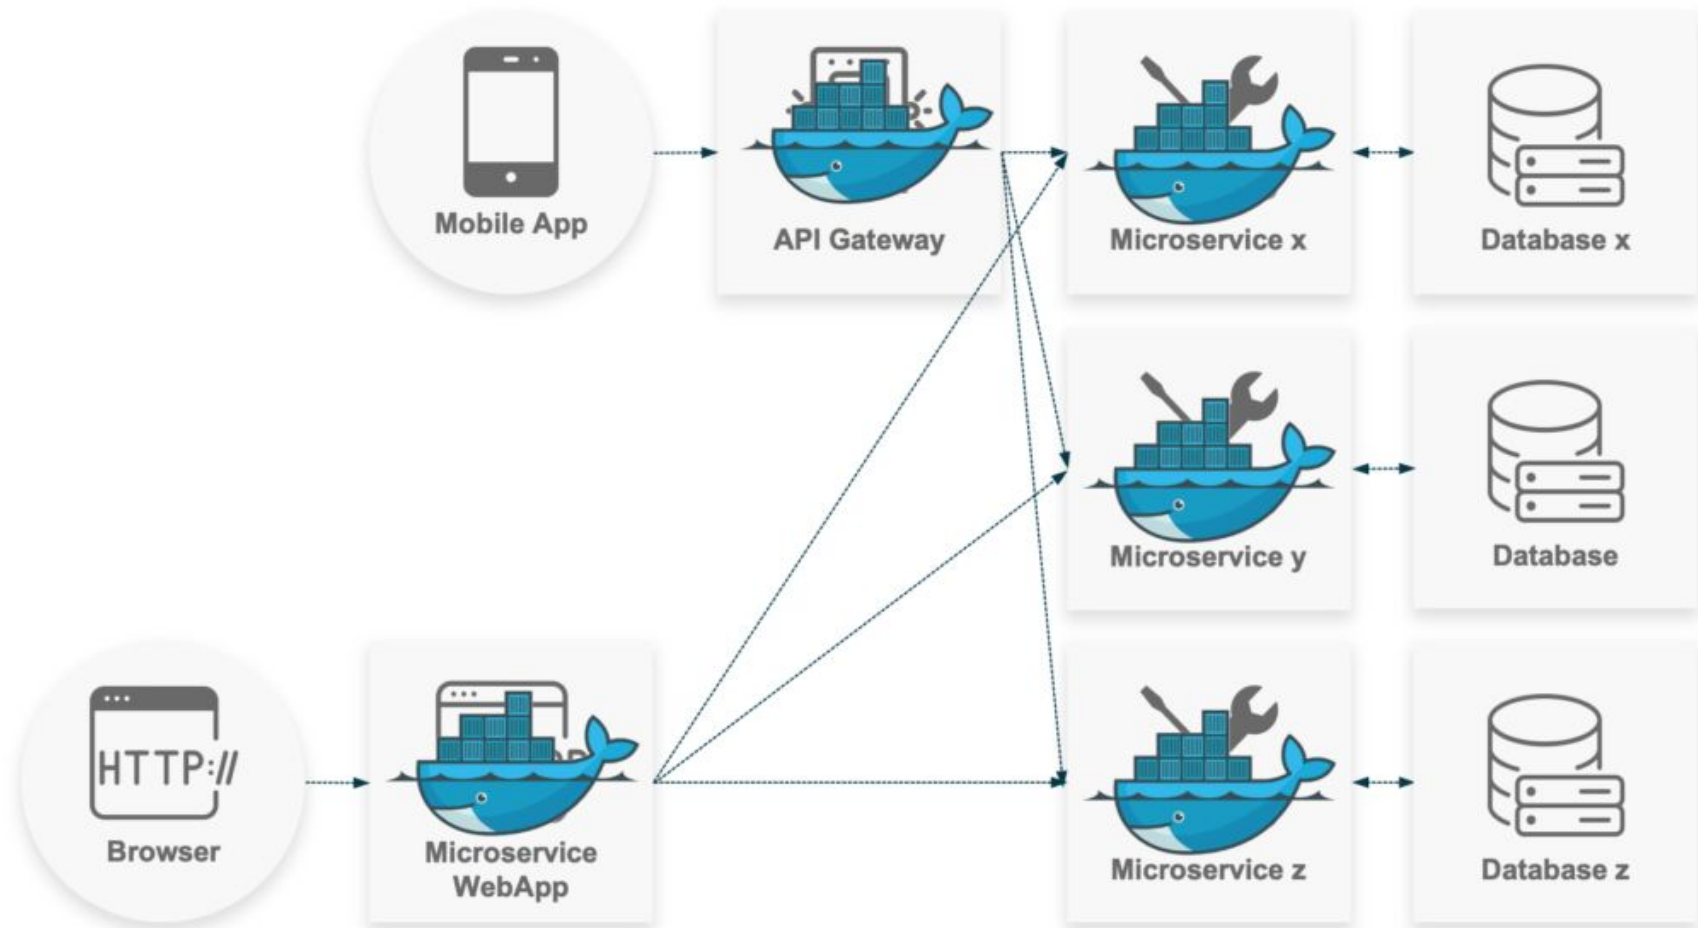 Mobile App
API Gateway
Microservice x
Database x
Microservice y
Database
HTTP://
Browser
Microservice
WebApp
Microservice z
Database z